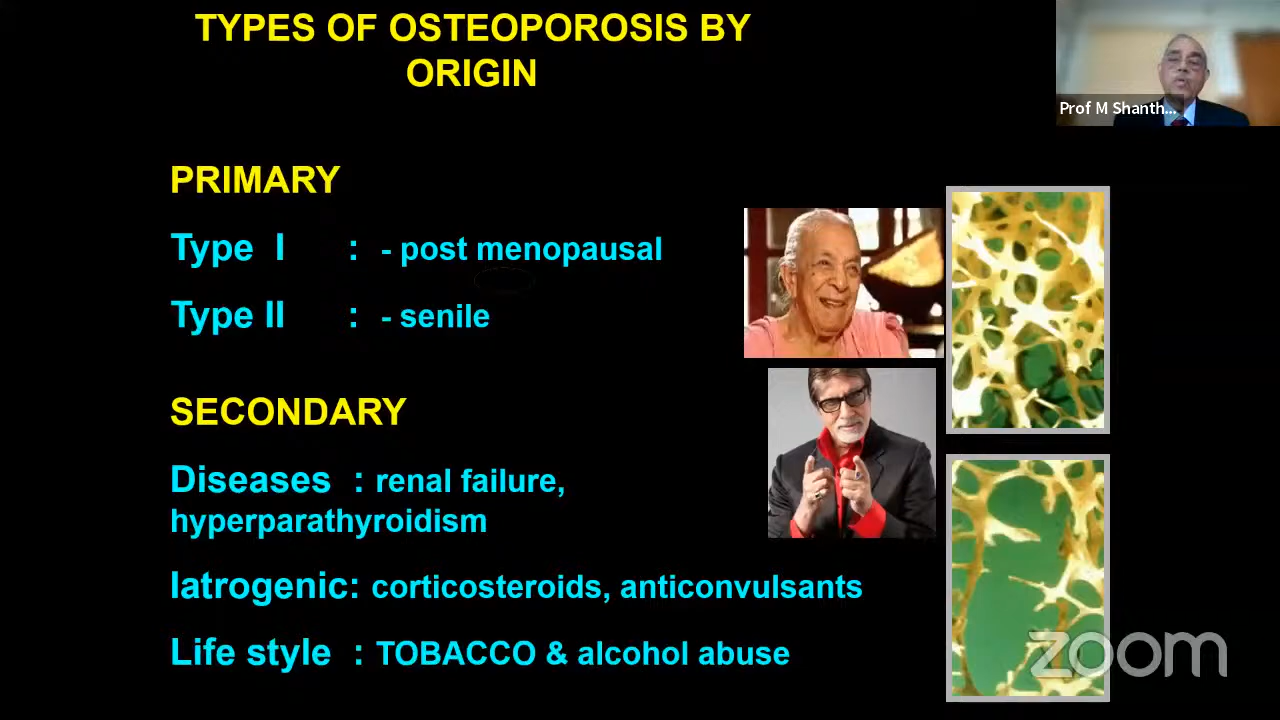 TYPES OF OSTEOPOROSIS BY
ORIGIN
Prof M Shanth...
PRIMARY
Type I : - post menopausal
Type II : - senile
SECONDARY
Diseases : renal failure,
hyperparathyroidism
Iatrogenic: corticosteroids, anticonvulsants
Life style : TOBACCO & alcohol abuse
zoom